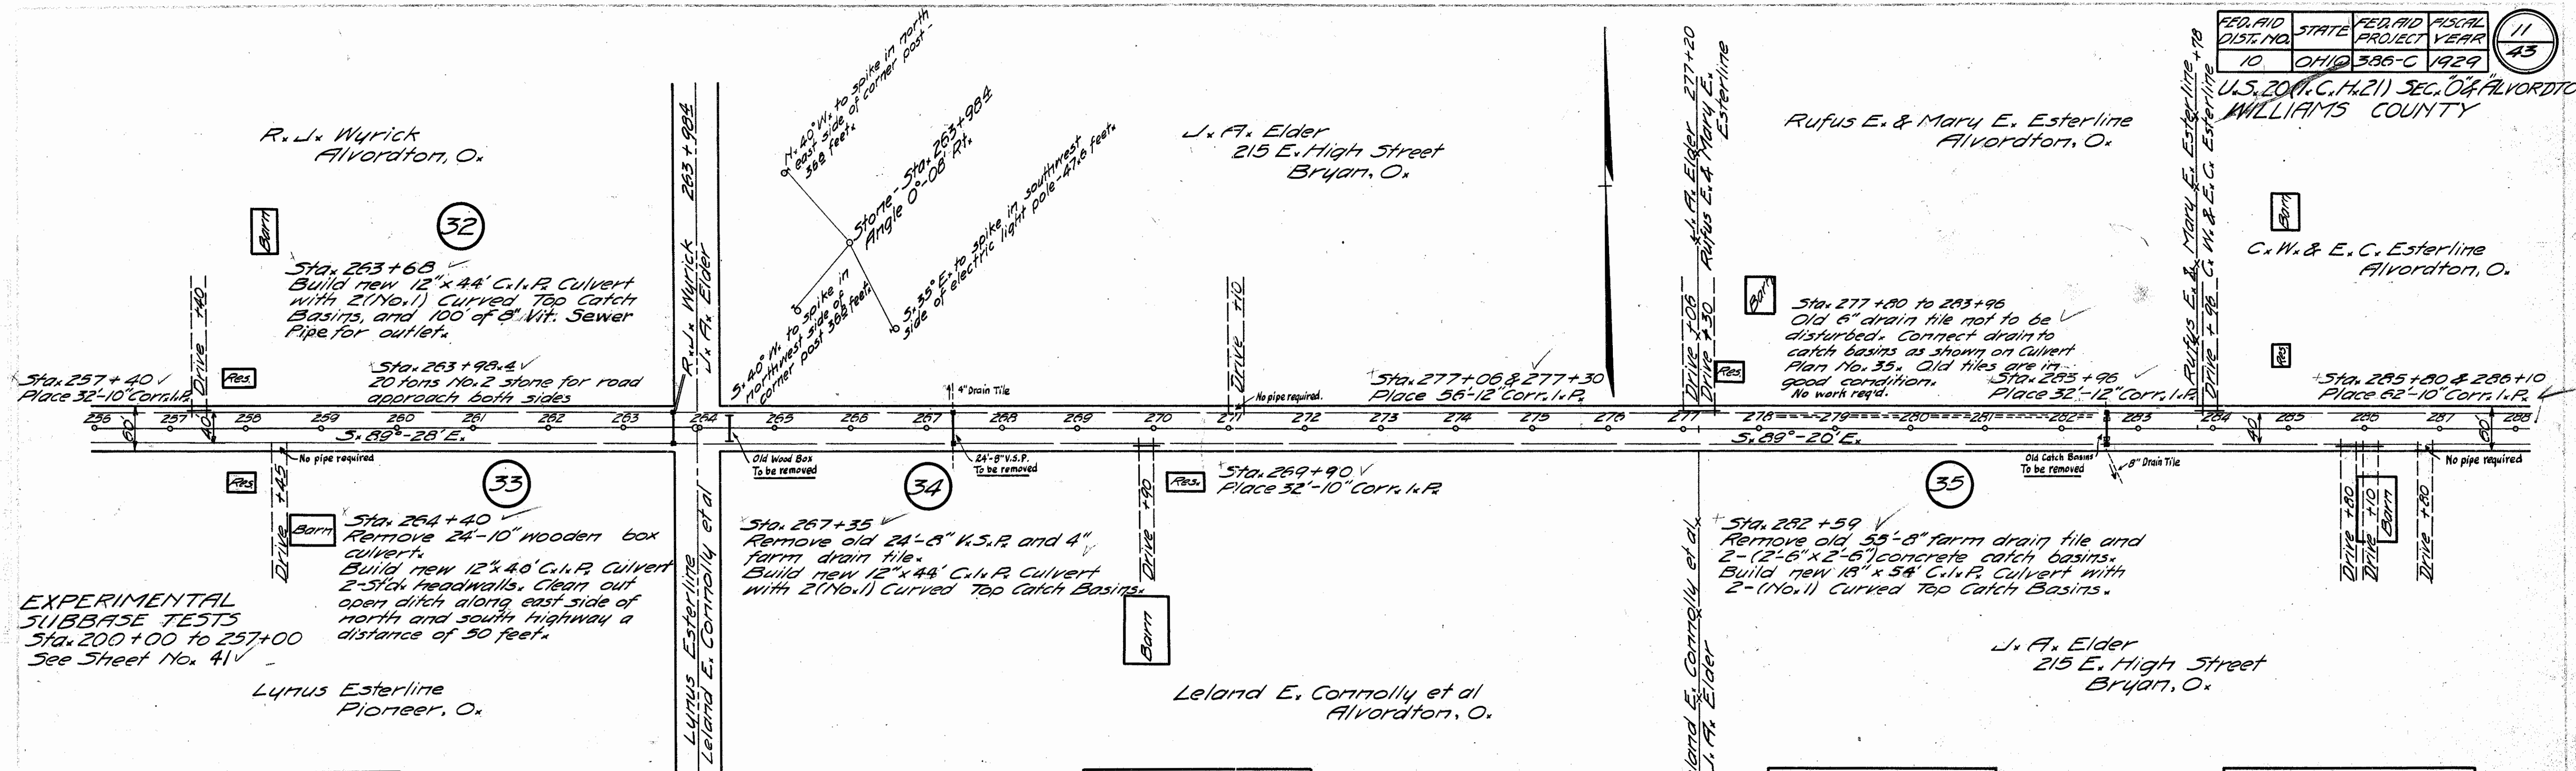 FED. AID DIST. NO. STATE FED. AID PROJECT FISCAL YEAR
10 OHIO 386-C 1929
11
43
U.S. 20 (I.C.H. 21) SEC. "O" & ALVORDTO
WILLIAMS COUNTY
R. J. Wyrick
Alvordton, O.
Barn
32
Sta. 263+68
Build new 12" x 44' C.I.P. Culvert
with 2 (No.1) Curved Top Catch
Basins, and 100' of 8" Vit. Sewer
Pipe for outlet.
Drive +40
Res.
Sta. 257+40
Place 32'-10" Corr. I.P.
Sta. 263+98.4
20 tons No. 2 stone for road
approach both sides
R. J. Wyrick 263+984
J. A. Elder
R. J. Wyrick
J. A. Elder
N. 40° W. to spike in north
east side of corner post -
36.2 feet.
Stone - Sta. 263+984
Angle 0°-08' Rt.
S. 40° W. to spike in
northwest side of
corner post 36.2 feet.
S. 35° E. to spike in southwest
side of electric light pole - 47.6 feet.
J. A. Elder
215 E. High Street
Bryan, O.
Drive +10
No pipe required.
4" Drain Tile
Sta. 277+06 & 277+30
Place 56-12" Corr. I.P.
J. A. Elder 277+20
Rufus E. & Mary E.
Esterline
Drive +06
Drive +30
Rufus E. & Mary E. Esterline
Alvordton, O.
Barn
Res.
Sta. 277+80 to 283+96
Old 6" drain tile not to be
disturbed. Connect drain to
catch basins as shown on Culvert
Plan No. 35. Old tiles are in
good condition.
No work req'd.
Sta. 283+96
Place 32'-12" Corr. I.P.
Rufus E. & Mary E. Esterline +78
C. W. & E. C. Esterline
Drive +96
Barn
C. W. & E. C. Esterline
Alvordton, O.
Res.
Sta. 285+80 & 286+10
Place 62'-10" Corr. I.P.
256 257 258 259 260 261 262 263 264 265 266 267 268 269 270 271 272 273 274 275 276 277 278 279 280 281 282 283 284 285 286 287 288
60' 40' 40' 60'
S. 89°-28' E.
S. 89°-20' E.
No pipe required
Res.
Drive +45
Barn
33
Sta. 264+40
Remove 24'-10" wooden box
culvert.
Build new 12" x 40' C.I.P. Culvert
2-Std. headwalls. Clean out
open ditch along east side of
north and south highway a
distance of 50 feet.
EXPERIMENTAL
SUBBASE TESTS
Sta. 200+00 to 257+00
See Sheet No. 41
Lynus Esterline
Pioneer, O.
Lynus Esterline
Leland E. Connolly et al
Old Wood Box
To be removed
24'-8" V.S.P.
To be removed
34
Sta. 267+35
Remove old 24'-8" V.S.P. and 4"
farm drain tile.
Build new 12" x 44' C.I.P. Culvert
with 2 (No.1) Curved Top Catch Basins.
Drive +90
Res.
Sta. 269+90
Place 32'-10" Corr. I.P.
Barn
Leland E. Connolly et al
Alvordton, O.
land E. Connolly et al.
J. A. Elder
Old Catch Basins
To be removed
8" Drain Tile
35
Sta. 282+59
Remove old 55'-8" farm drain tile and
2-(2'-6" x 2'-6") concrete catch basins.
Build new 18" x 54' C.I.P. Culvert with
2-(No.1) Curved Top Catch Basins.
J. A. Elder
215 E. High Street
Bryan, O.
Drive +80
Drive +10
Barn
Drive +80
No pipe required